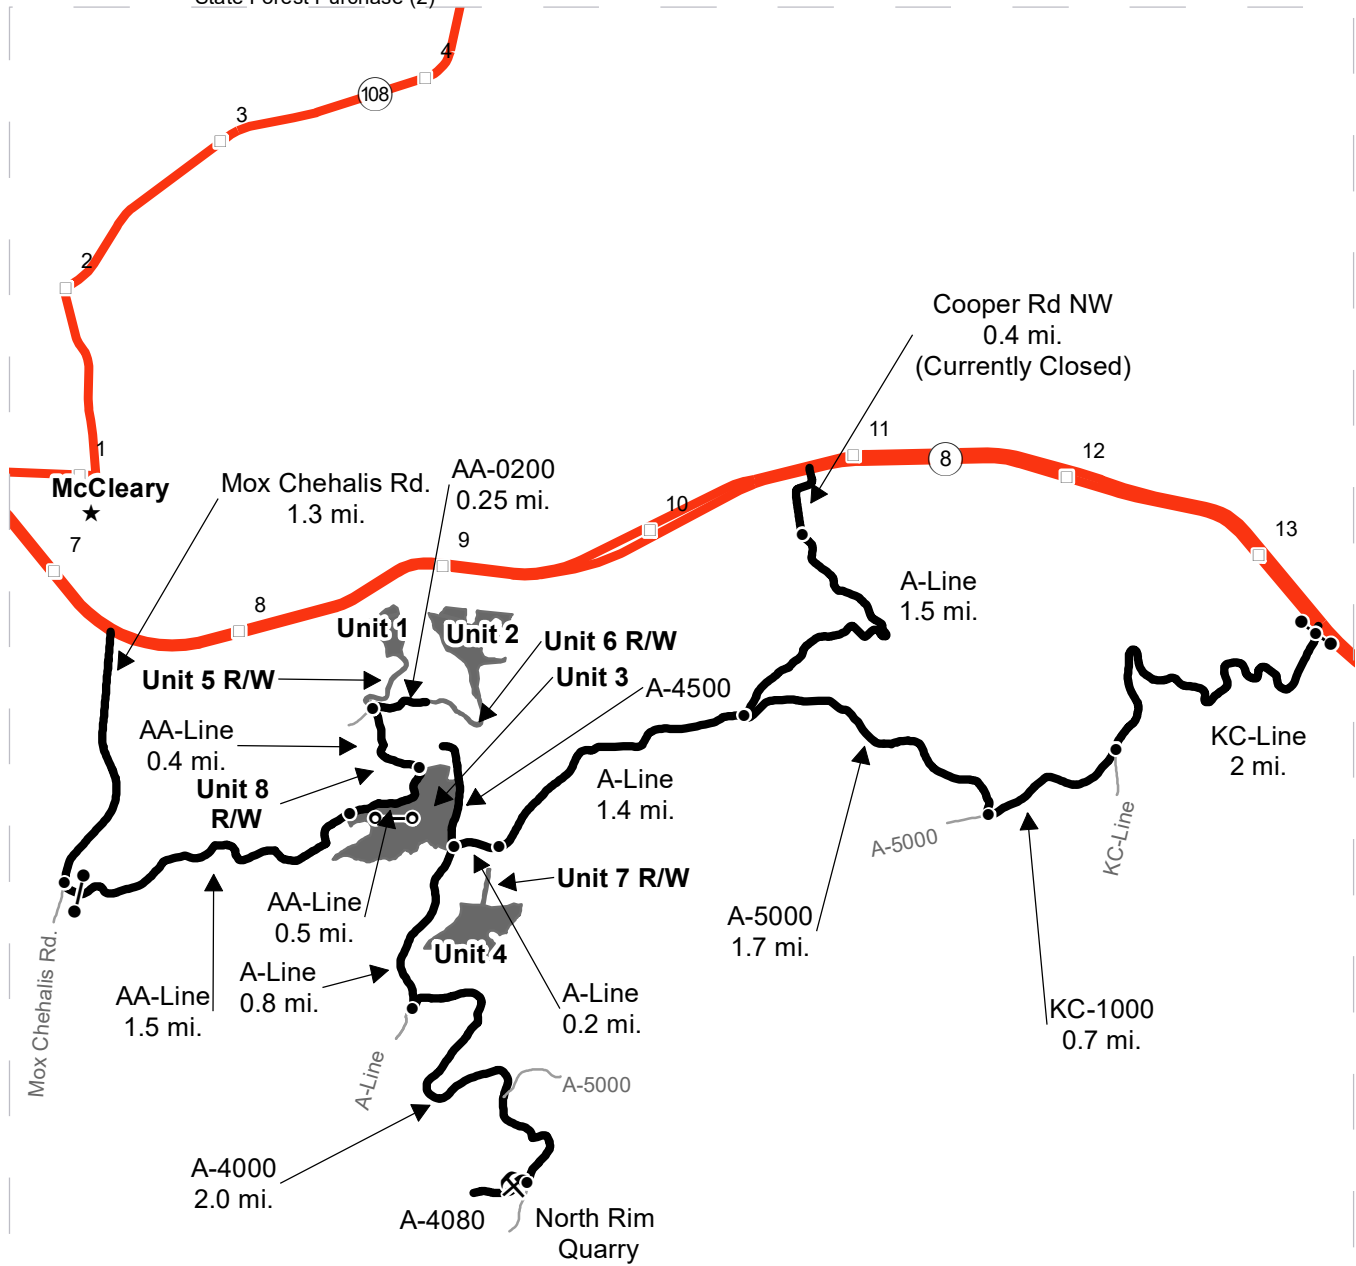 State Forest Purchase (2)
4
108
3
2
1
McCleary
7
Mox Chehalis Rd.
1.3 mi.
AA-0200
0.25 mi.
8
9
10
Cooper Rd NW
0.4 mi.
(Currently Closed)
11
8
12
13
A-Line
1.5 mi.
Unit 1
Unit 2
Unit 6 R/W
Unit 3
Unit 5 R/W
A-4500
AA-Line
0.4 mi.
Unit 8
R/W
A-Line
1.4 mi.
KC-Line
2 mi.
A-5000
KC-Line
Unit 7 R/W
AA-Line
0.5 mi.
A-5000
1.7 mi.
Unit 4
A-Line
0.8 mi.
AA-Line
1.5 mi.
A-Line
0.2 mi.
KC-1000
0.7 mi.
Mox Chehalis Rd.
A-Line
A-5000
A-4000
2.0 mi.
A-4080
North Rim
Quarry